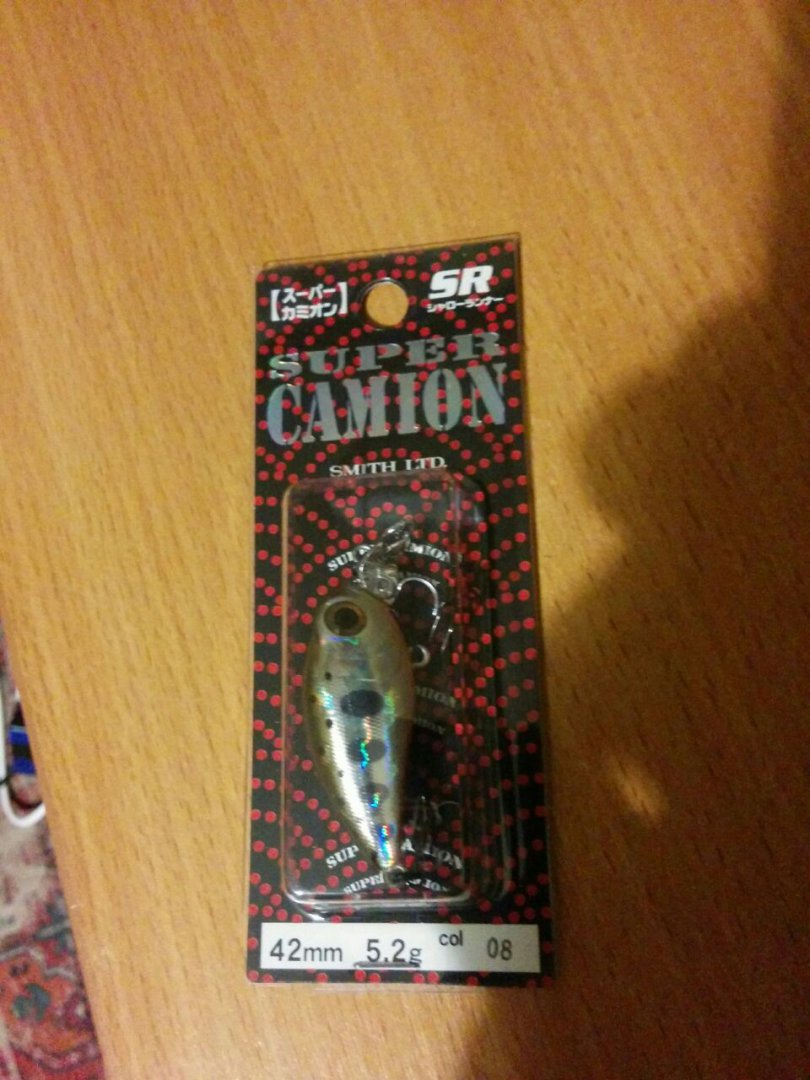 【スーパー
カミオン】
SR
シャローランナー
SUPER
CAMION
SMITH LTD.
42mm 5.2g col 08